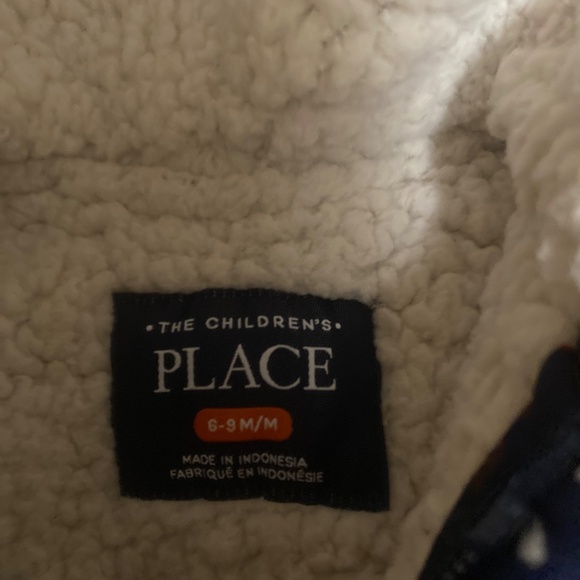 •THE CHILDREN'S•
PLACE
6-9 M/M
MADE IN INDONESIA
FABRIQUÉ EN INDONÉSIE